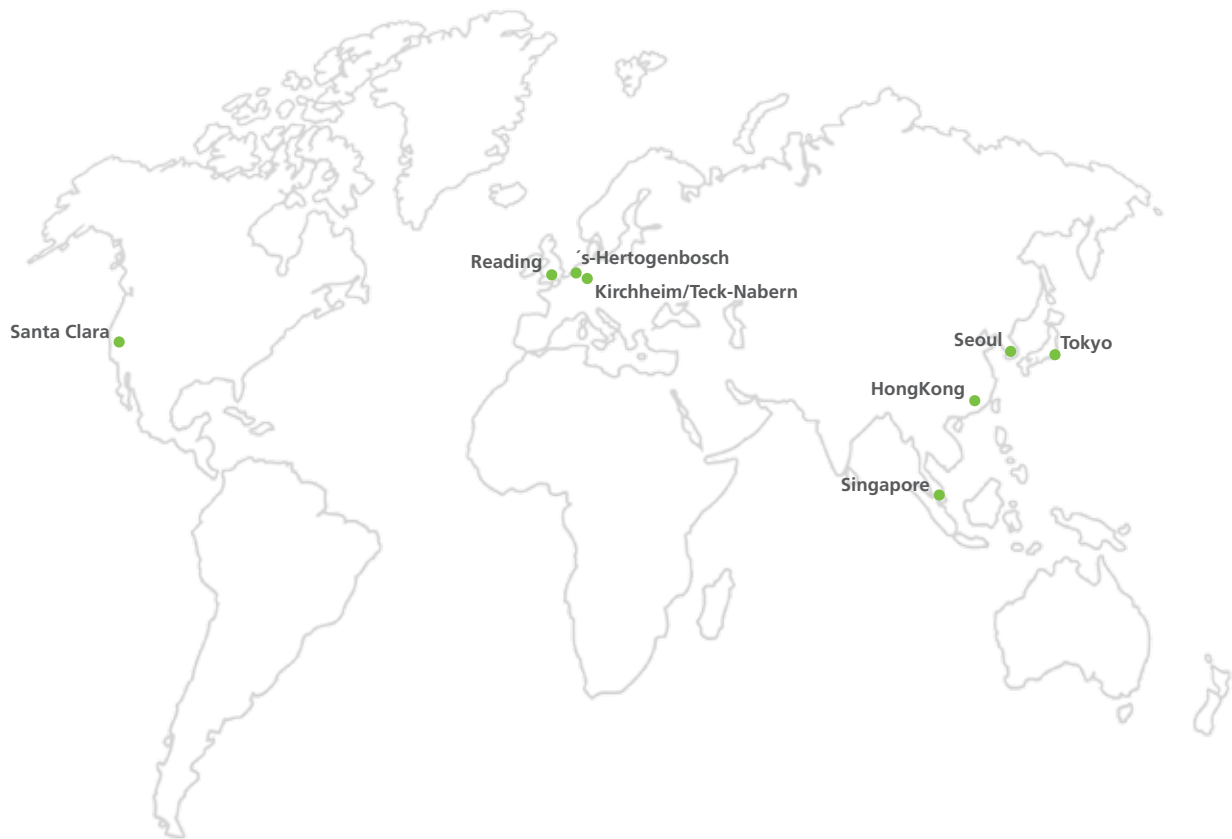 Reading
´s-Hertogenbosch
Kirchheim/Teck-Nabern
Santa Clara
Seoul
Tokyo
HongKong
Singapore